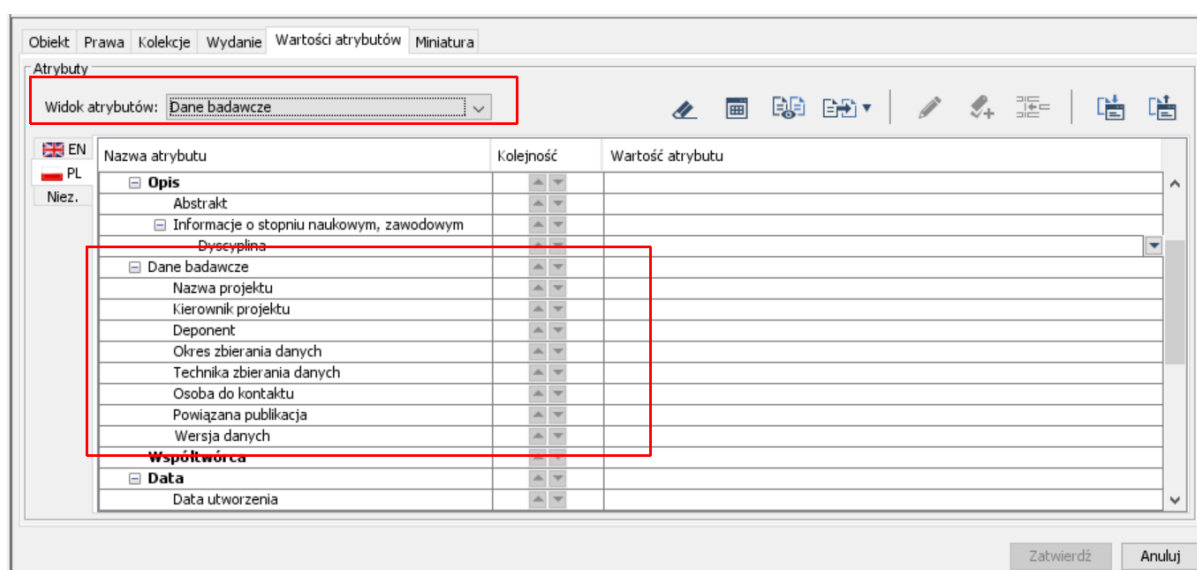 Obiekt Prawa Kolekcje Wydanie Wartości atrybutów Miniatura
Atrybuty
Widok atrybutów: Dane badawcze
EN
PL
Niez.
Nazwa atrybutu Kolejność Wartość atrybutu
Opis
Abstrakt
Informacje o stopniu naukowym, zawodowym
Dyscyplina
Dane badawcze
Nazwa projektu
Kierownik projektu
Deponent
Okres zbierania danych
Technika zbierania danych
Osoba do kontaktu
Powiązana publikacja
Wersja danych
Współtwórca
Data
Data utworzenia
Zatwierdź Anuluj